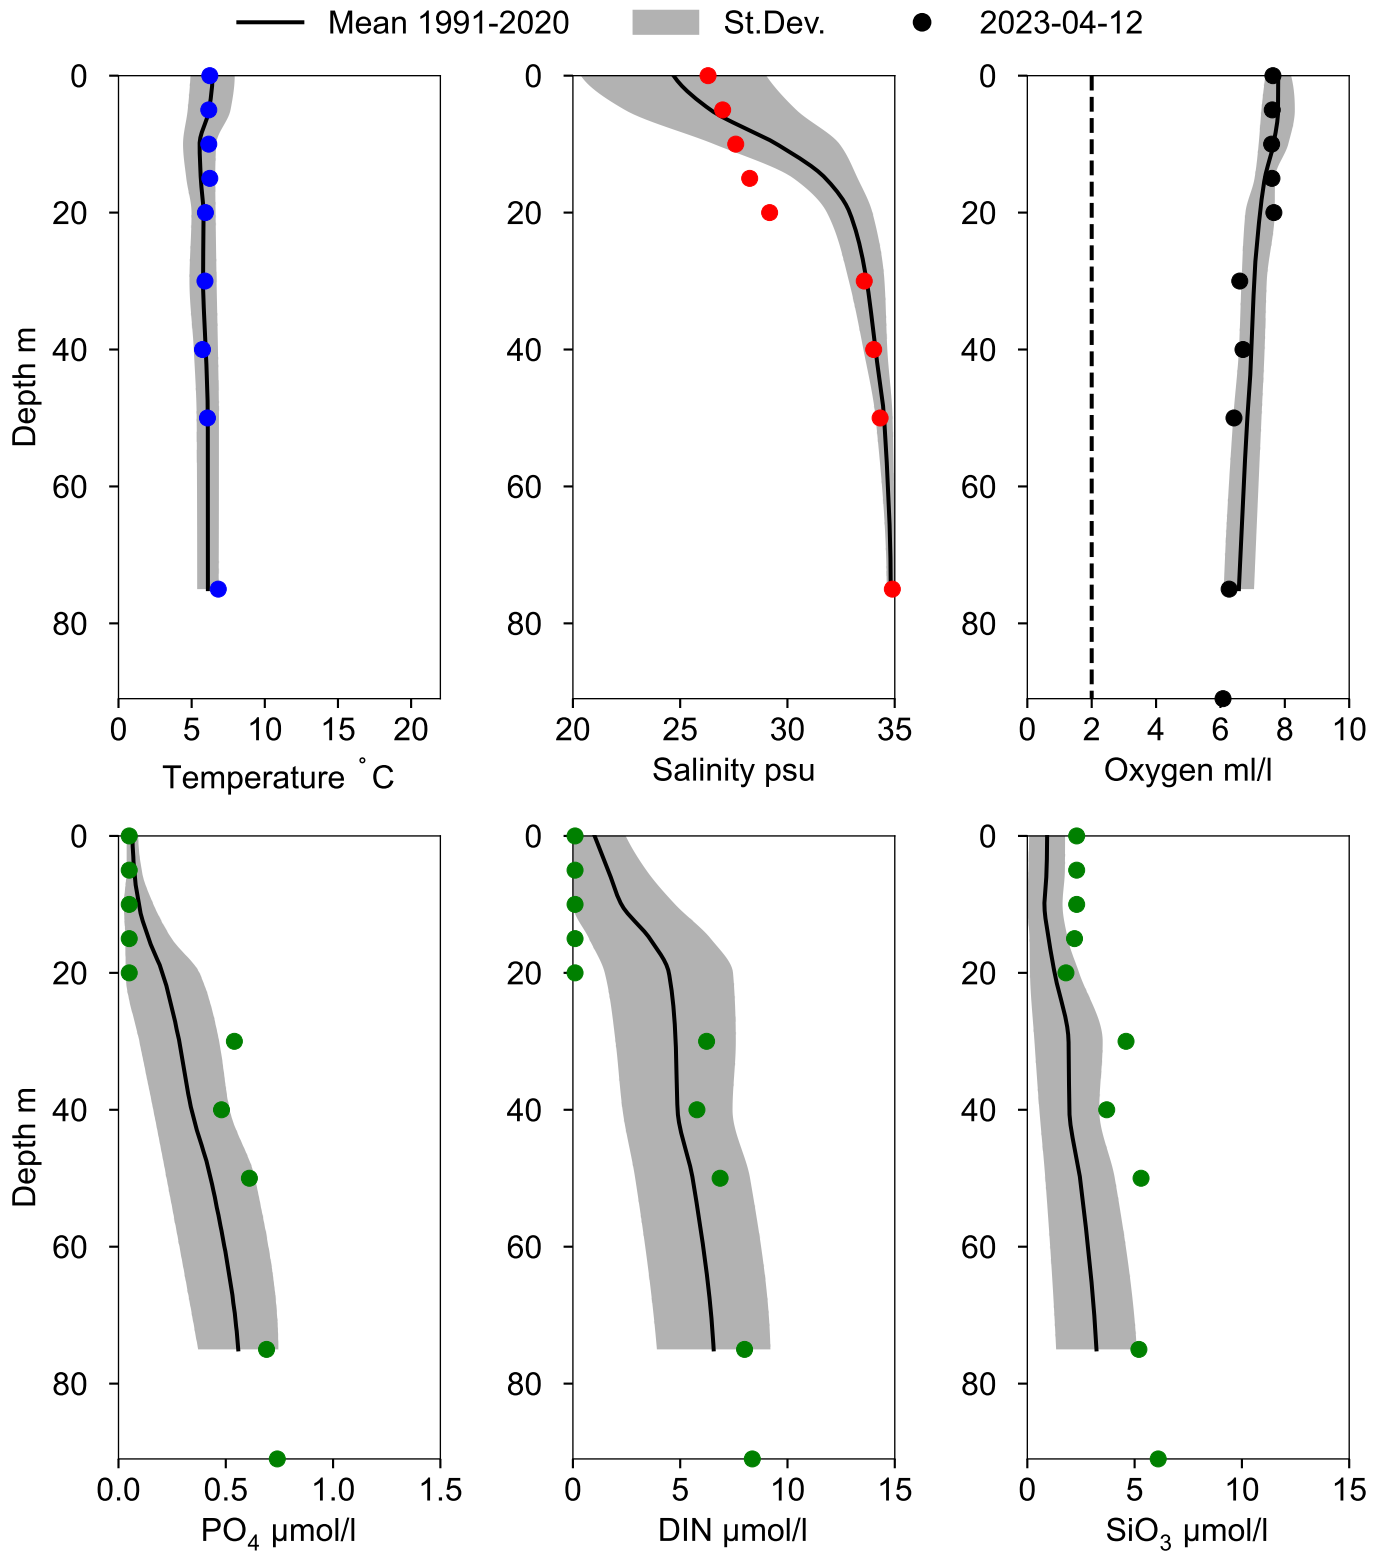 Mean 1991-2020 St.Dev. 2023-04-12
0 0 0
20 20 20
40 40 40
60 60 60
80 80 80
Depth m
0 5 10 15 20 20 25 30 35 0 2 4 6 8 10
Temperature °C Salinity psu Oxygen ml/l
0 0 0
20 20 20
40 40 40
60 60 60
80 80 80
Depth m
0.0 0.5 1.0 1.5 0 5 10 15 0 5 10 15
PO₄ µmol/l DIN µmol/l SiO₃ µmol/l